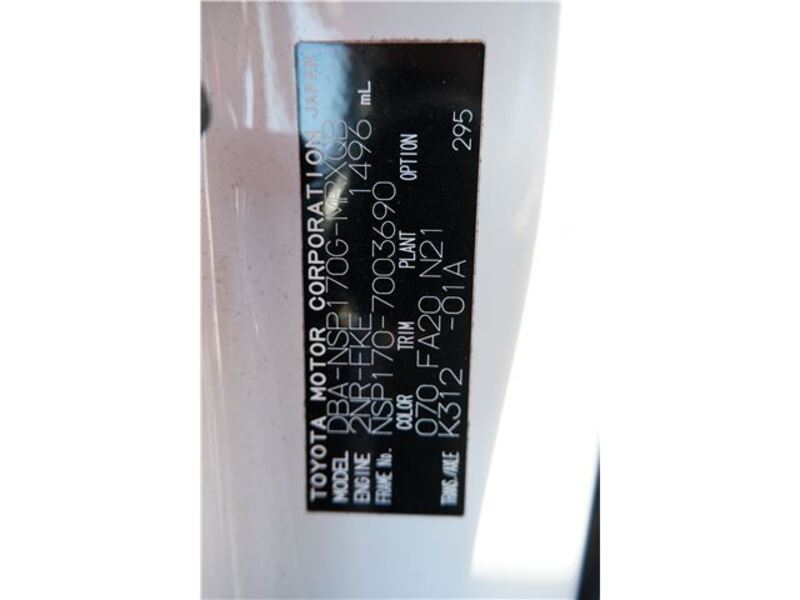 TOYOTA MOTOR CORPORATION JAPAN
MODEL DBA-NSP170G-MRXQB
ENGINE 2NR-FKE 1496 mL
FRAME No. NSP170-7003690
COLOR TRIM PLANT OPTION
070 FA20 N21
TRANS./AXLE K312 -01A 295